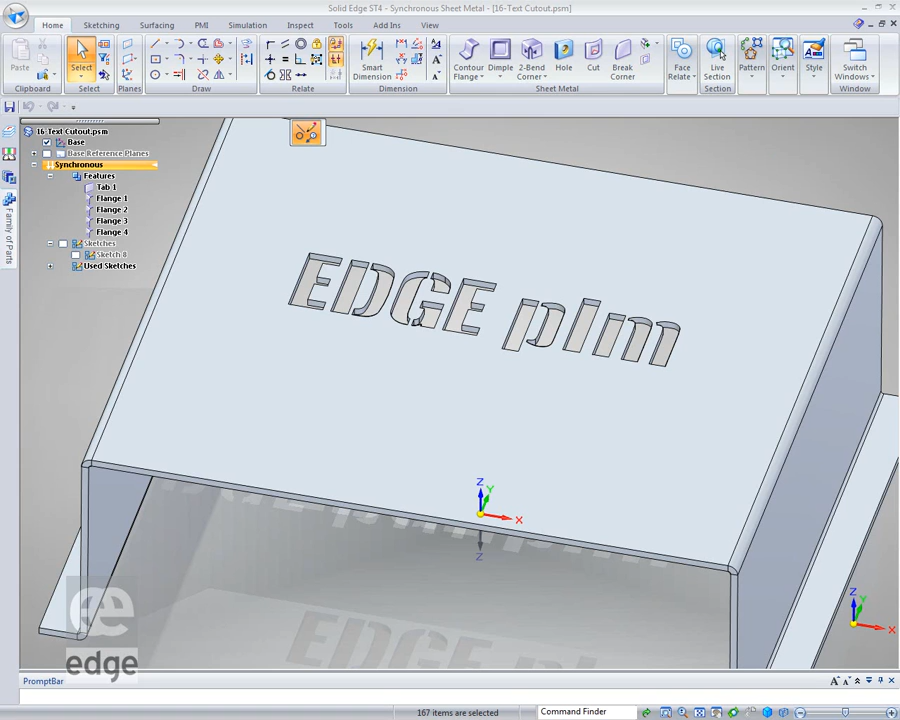 Solid Edge ST4 - Synchronous Sheet Metal - [16-Text Cutout.psm]
Home Sketching Surfacing PMI Simulation Inspect Tools Add Ins View
Paste Select Smart Dimension Contour Flange Dimple 2-Bend Corner Hole Cut Break Corner Face Relate Live Section Pattern Orient Style Switch Windows
Clipboard Select Planes Draw Relate Dimension Sheet Metal Section Window
16-Text Cutout.psm
Base
Base Reference Planes
Synchronous
Features
Tab 1
Flange 1
Flange 2
Flange 3
Flange 4
Sketches
Sketch 8
Used Sketches
Family of Parts
EDGE plm
Z
Y
X
Z
Z
Y
X
EDGE pl
e
edge
PromptBar
167 items are selected
Command Finder